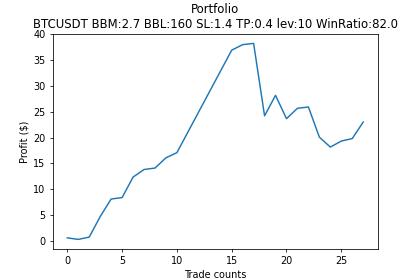 Portfolio
BTCUSDT BBM:2.7 BBL:160 SL:1.4 TP:0.4 lev:10 WinRatio:82.0
40
35
30
25
20
15
10
5
0
Profit ($)
0 5 10 15 20 25
Trade counts